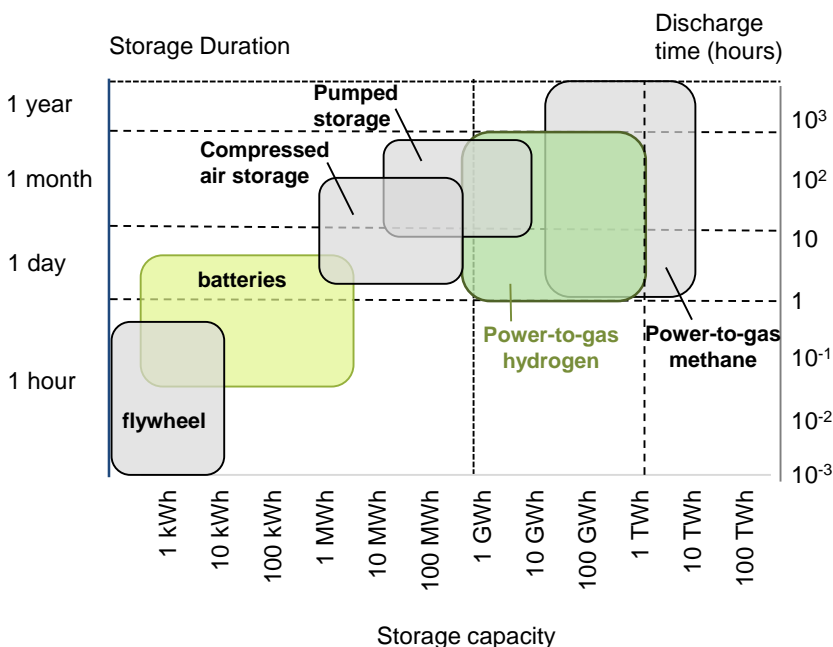 Storage Duration
Discharge
time (hours)
1 year
1 month
1 day
1 hour
Pumped
storage
Compressed
air storage
batteries
flywheel
Power-to-gas
hydrogen
Power-to-gas
methane
10³
10²
10
1
10⁻¹
10⁻²
10⁻³
1 kWh
10 kWh
100 kWh
1 MWh
10 MWh
100 MWh
1 GWh
10 GWh
100 GWh
1 TWh
10 TWh
100 TWh
Storage capacity